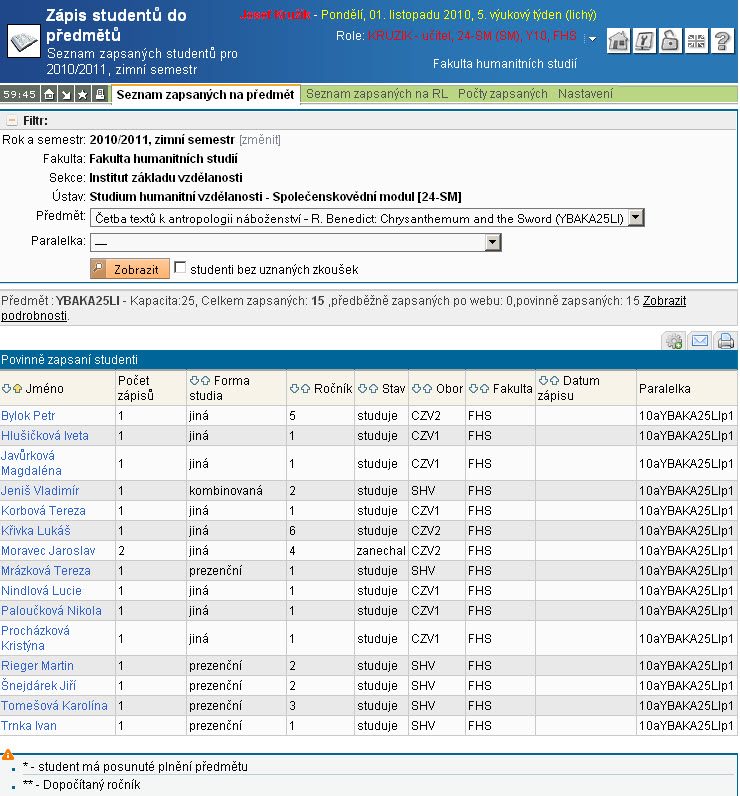 Zápis studentů do
předmětů
Seznam zapsaných studentů pro
2010/2011, zimní semestr
Josef Kružík - Pondělí, 01. listopadu 2010, 5. výukový týden (lichý)
Role: KRUZIK - učitel, 24-SM (SM), Y10, FHS
Fakulta humanitních studií
59:45 Seznam zapsaných na předmět Seznam zapsaných na RL Počty zapsaných Nastavení
Filtr:
Rok a semestr: 2010/2011, zimní semestr [změnit]
Fakulta: Fakulta humanitních studií
Sekce: Institut základu vzdělanosti
Ústav: Studium humanitní vzdělanosti - Společenskovědní modul [24-SM]
Předmět: Četba textů k antropologii náboženství - R. Benedict: Chrysanthemum and the Sword (YBAKA25LI)
Paralelka: —
Zobrazit studenti bez uznaných zkoušek
Předmět : YBAKA25LI - Kapacita:25, Celkem zapsaných: 15 ,předběžně zapsaných po webu: 0,povinně zapsaných: 15 Zobrazit
podrobnosti.
Povinně zapsaní studenti
Jméno Počet zápisů Forma studia Ročník Stav Obor Fakulta Datum zápisu Paralelka
Bylok Petr 1 jiná 5 studuje CZV2 FHS 10aYBAKA25LIp1
Hlušičková Iveta 1 jiná 1 studuje CZV1 FHS 10aYBAKA25LIp1
Javůrková Magdaléna 1 jiná 1 studuje CZV1 FHS 10aYBAKA25LIp1
Jeniš Vladimír 1 kombinovaná 2 studuje SHV FHS 10aYBAKA25LIp1
Korbová Tereza 1 jiná 1 studuje CZV1 FHS 10aYBAKA25LIp1
Křivka Lukáš 1 jiná 6 studuje CZV2 FHS 10aYBAKA25LIp1
Moravec Jaroslav 2 jiná 4 zanechal CZV2 FHS 10aYBAKA25LIp1
Mrázková Tereza 1 prezenční 1 studuje SHV FHS 10aYBAKA25LIp1
Nindlová Lucie 1 jiná 1 studuje CZV1 FHS 10aYBAKA25LIp1
Paloučková Nikola 1 jiná 1 studuje CZV1 FHS 10aYBAKA25LIp1
Procházková Kristýna 1 jiná 1 studuje CZV1 FHS 10aYBAKA25LIp1
Rieger Martin 1 prezenční 2 studuje SHV FHS 10aYBAKA25LIp1
Šnejdárek Jiří 1 prezenční 2 studuje SHV FHS 10aYBAKA25LIp1
Tomešová Karolína 1 prezenční 3 studuje SHV FHS 10aYBAKA25LIp1
Trnka Ivan 1 prezenční 1 studuje SHV FHS 10aYBAKA25LIp1
* - student má posunuté plnění předmětu
** - Dopočítaný ročník